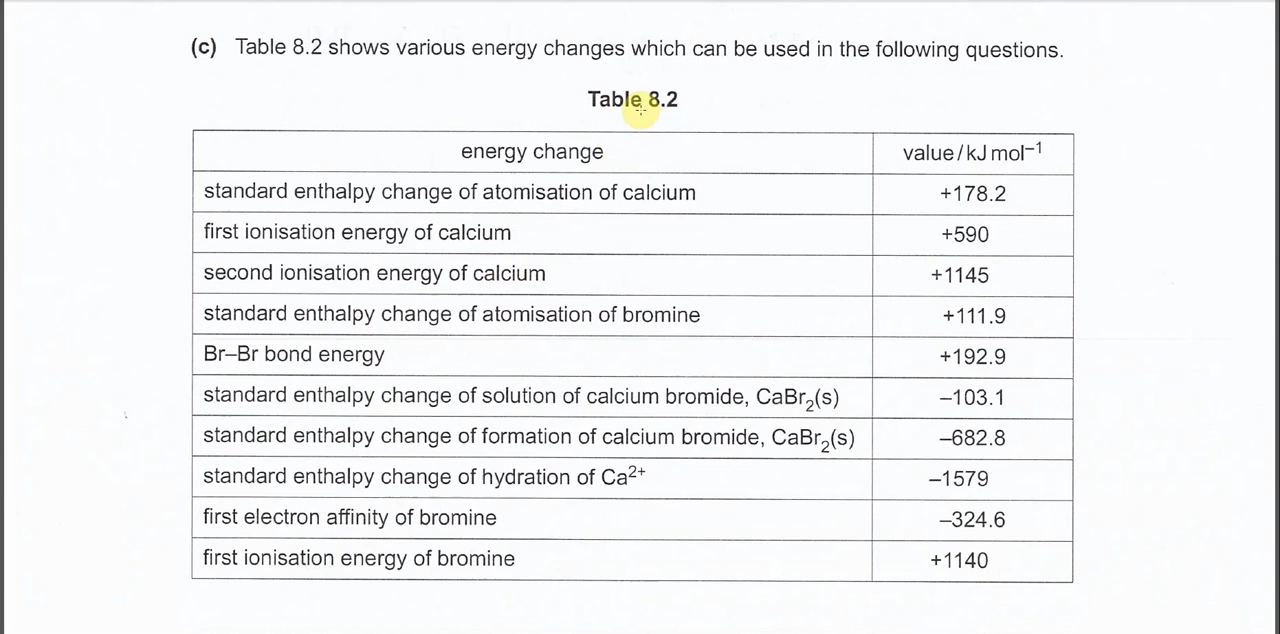 (c) Table 8.2 shows various energy changes which can be used in the following questions.
Table 8.2
energy change value / kJ mol⁻¹
standard enthalpy change of atomisation of calcium +178.2
first ionisation energy of calcium +590
second ionisation energy of calcium +1145
standard enthalpy change of atomisation of bromine +111.9
Br–Br bond energy +192.9
standard enthalpy change of solution of calcium bromide, CaBr₂(s) –103.1
standard enthalpy change of formation of calcium bromide, CaBr₂(s) –682.8
standard enthalpy change of hydration of Ca²⁺ –1579
first electron affinity of bromine –324.6
first ionisation energy of bromine +1140